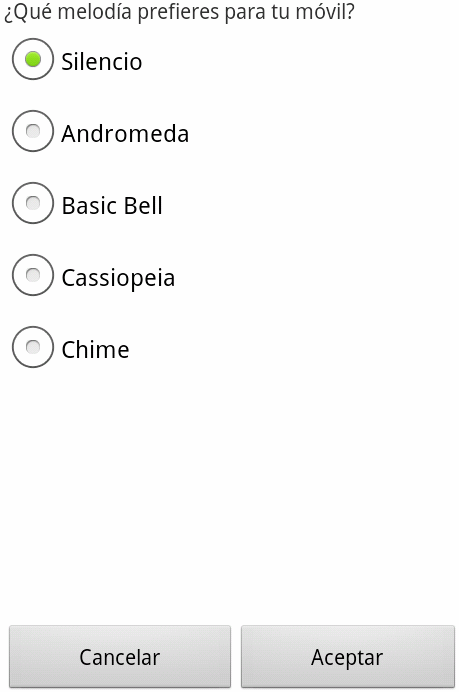 ¿Qué melodía prefieres para tu móvil?
Silencio
Andromeda
Basic Bell
Cassiopeia
Chime
Cancelar
Aceptar